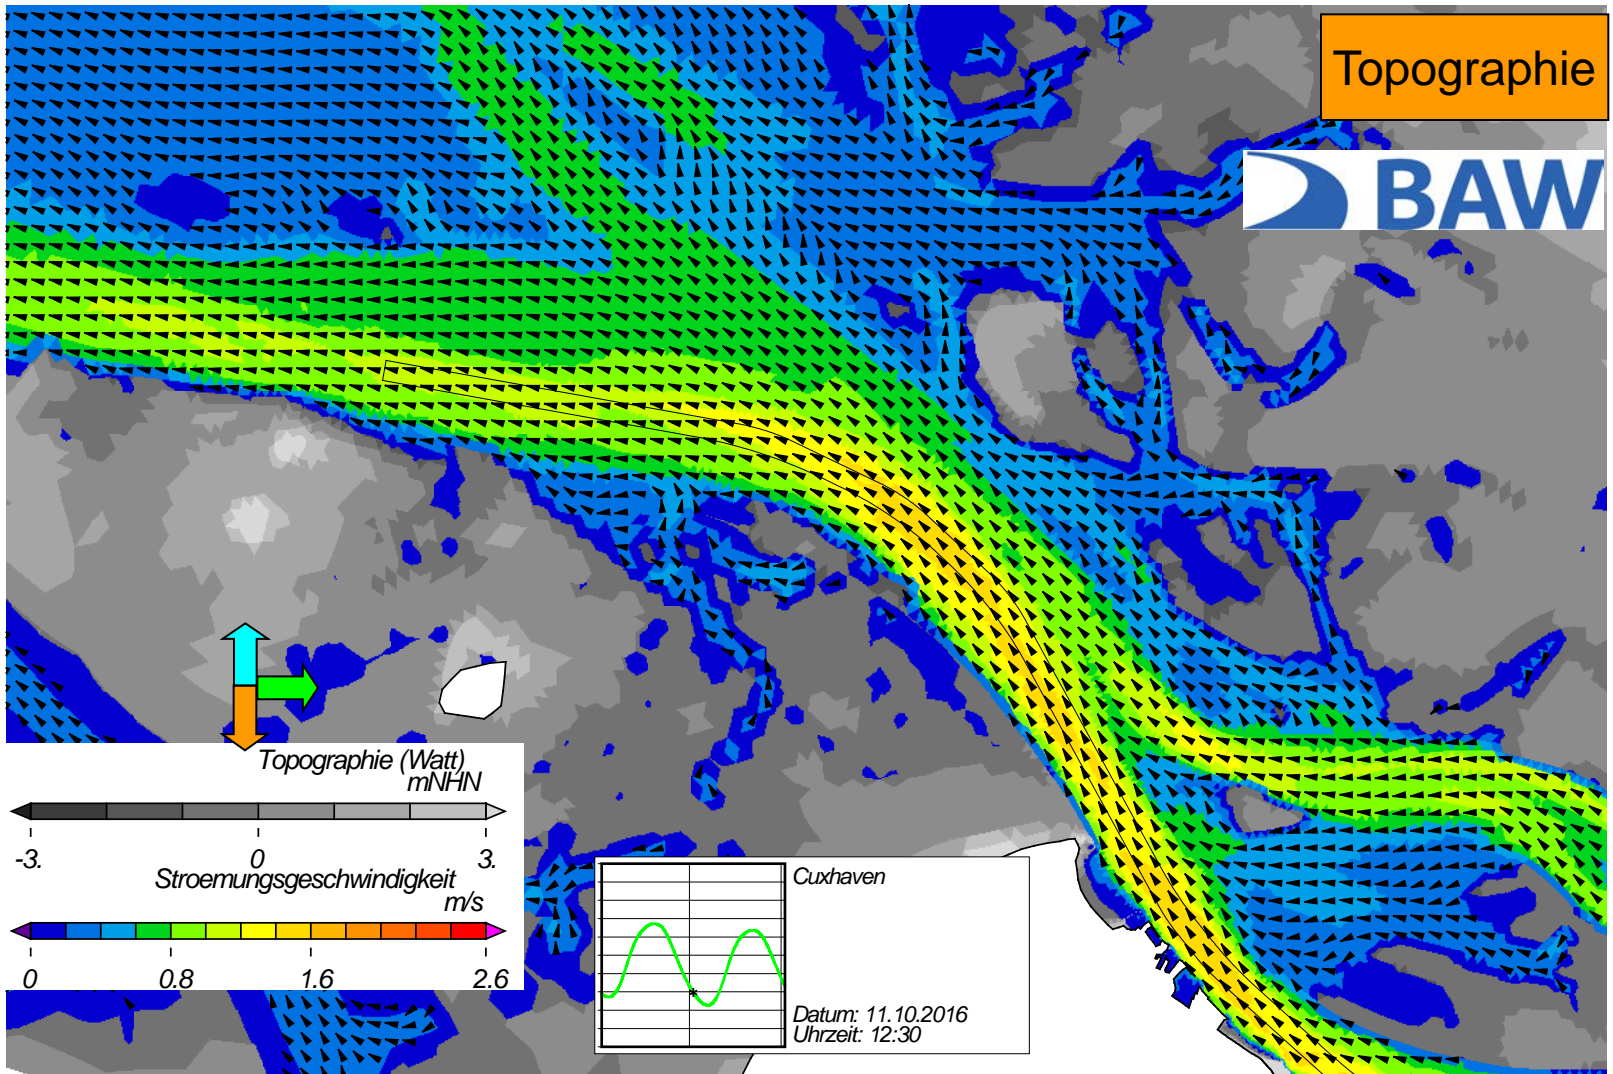 Topographie
BAW
Topographie (Watt)
mNHN
-3. 0 3.
Stroemungsgeschwindigkeit
m/s
0 0.8 1.6 2.6
Cuxhaven
Datum: 11.10.2016
Uhrzeit: 12:30